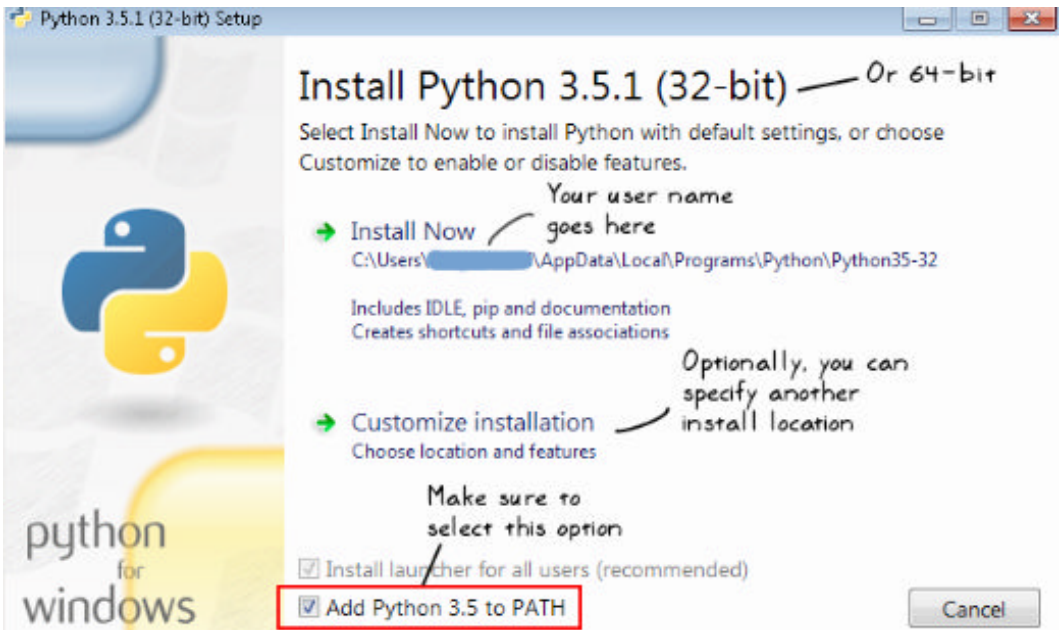 Python 3.5.1 (32-bit) Setup
Install Python 3.5.1 (32-bit)
Or 64-bit
Select Install Now to install Python with default settings, or choose
Customize to enable or disable features.
Your user name
goes here
Install Now
C:\Users\ \AppData\Local\Programs\Python\Python35-32
Includes IDLE, pip and documentation
Creates shortcuts and file associations
Optionally, you can
specify another
install location
Customize installation
Choose location and features
Make sure to
select this option
Install launcher for all users (recommended)
Add Python 3.5 to PATH
Cancel
python
for
windows